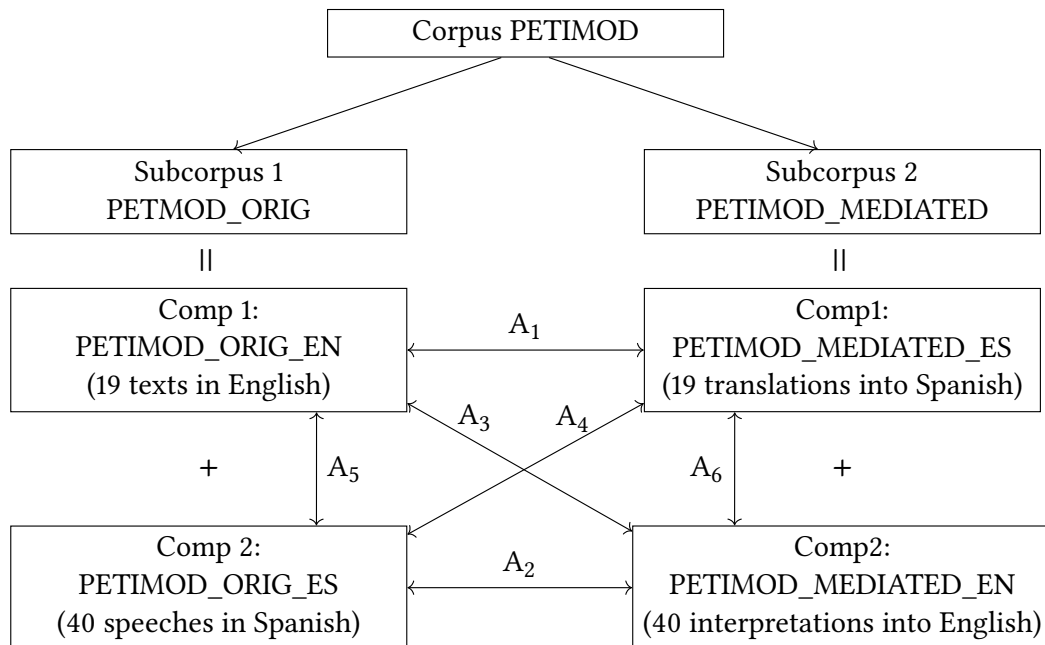 Corpus PETIMOD
Subcorpus 1
PETMOD_ORIG
Subcorpus 2
PETIMOD_MEDIATED
=
=
Comp 1:
PETIMOD_ORIG_EN
(19 texts in English)
A₁
Comp1:
PETIMOD_MEDIATED_ES
(19 translations into Spanish)
A₃
A₄
+
A₅
A₆
+
Comp 2:
PETIMOD_ORIG_ES
(40 speeches in Spanish)
A₂
Comp2:
PETIMOD_MEDIATED_EN
(40 interpretations into English)